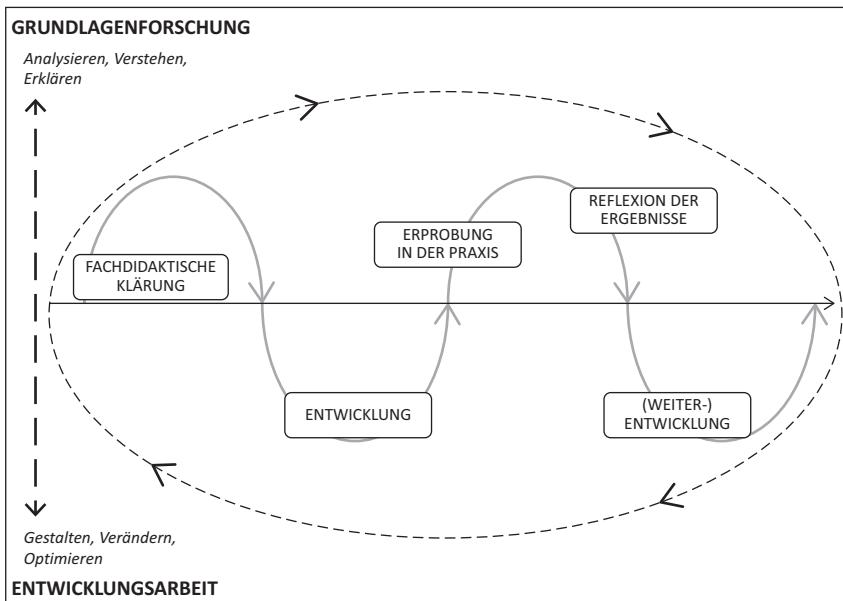 GRUNDLAGENFORSCHUNG
Analysieren, Verstehen,
Erklären
REFLEXION DER
ERGEBNISSE
ERPROBUNG
IN DER PRAXIS
FACHDIDAKTISCHE
KLÄRUNG
ENTWICKLUNG
(WEITER-)
ENTWICKLUNG
Gestalten, Verändern,
Optimieren
ENTWICKLUNGSARBEIT